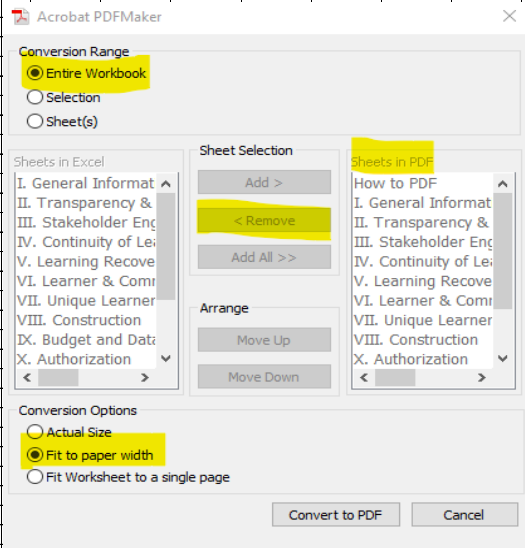 Acrobat PDFMaker
Conversion Range
Entire Workbook
Selection
Sheet(s)
Sheets in Excel
I. General Informat
II. Transparency &
III. Stakeholder Eng
IV. Continuity of Lea
V. Learning Recove
VI. Learner & Comm
VII. Unique Learner
VIII. Construction
IX. Budget and Data
X. Authorization
Sheet Selection
Add >
< Remove
Add All >>
Arrange
Move Up
Move Down
Sheets in PDF
How to PDF
I. General Informat
II. Transparency &
III. Stakeholder Eng
IV. Continuity of Lea
V. Learning Recove
VI. Learner & Comm
VII. Unique Learner
VIII. Construction
X. Authorization
Conversion Options
Actual Size
Fit to paper width
Fit Worksheet to a single page
Convert to PDF
Cancel